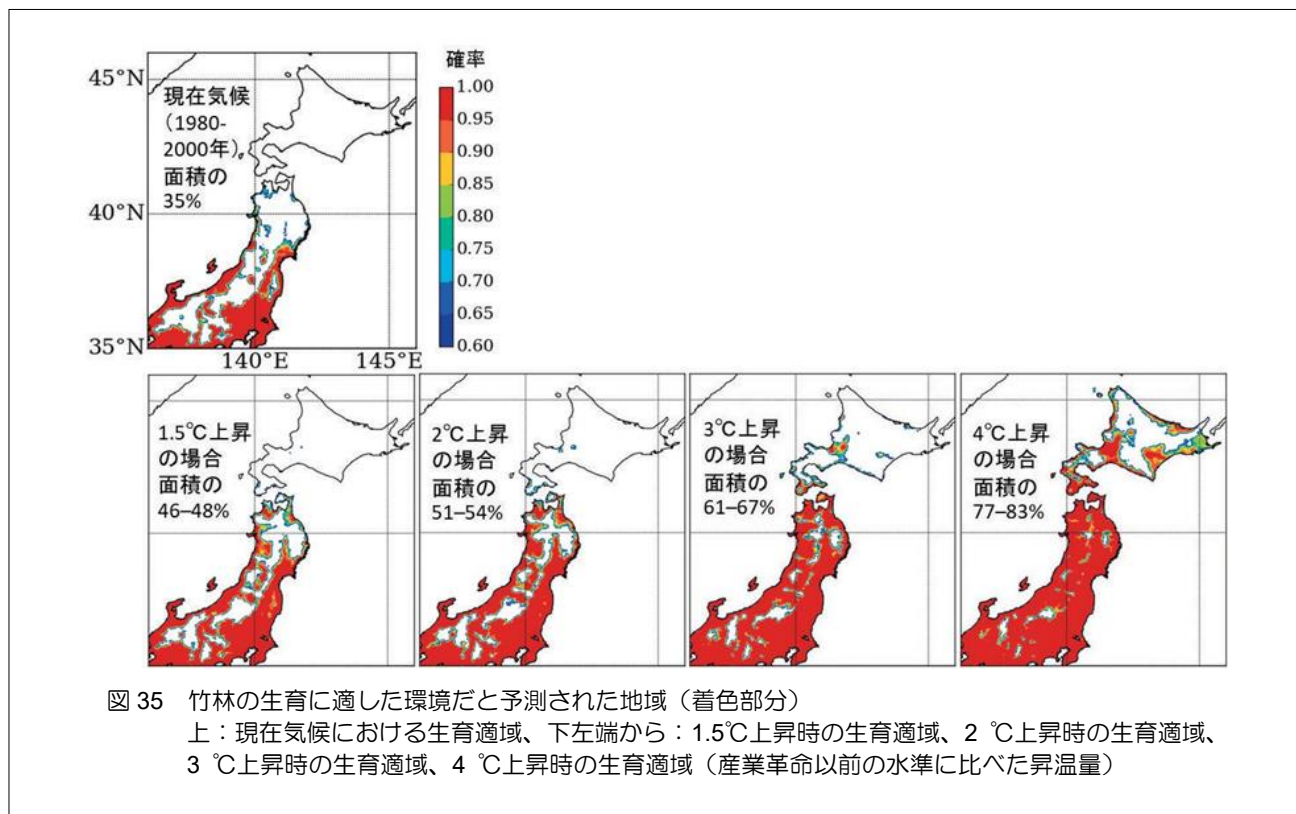 確率
45°N
40°N
35°N
140°E
145°E
現在気候
(1980-
2000年)
面積の
35%
1.00
0.95
0.90
0.85
0.80
0.75
0.70
0.65
0.60
1.5℃上昇
の場合
面積の
46–48%
2℃上昇
の場合
面積の
51–54%
3℃上昇
の場合
面積の
61–67%
4℃上昇
の場合
面積の
77–83%
図 35 竹林の生育に適した環境だと予測された地域（着色部分）
上：現在気候における生育適域、下左端から：1.5℃上昇時の生育適域、2 ℃上昇時の生育適域、
3 ℃上昇時の生育適域、4 ℃上昇時の生育適域（産業革命以前の水準に比べた昇温量）